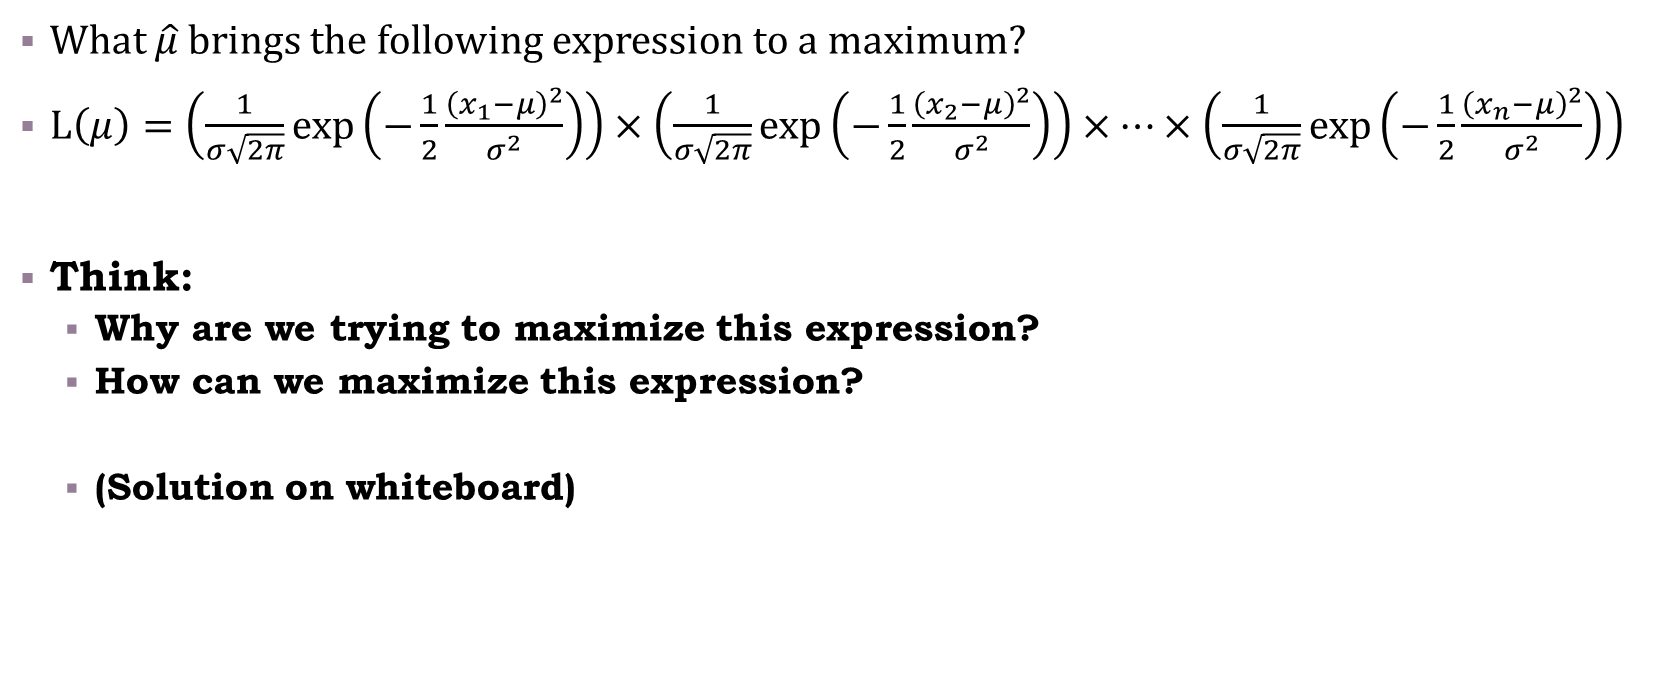 ▪ What μ̂ brings the following expression to a maximum?
▪ L(μ) = (1/(σ√2π) exp(−1/2 (x₁−μ)²/σ²)) × (1/(σ√2π) exp(−1/2 (x₂−μ)²/σ²)) × ⋯ × (1/(σ√2π) exp(−1/2 (xₙ−μ)²/σ²))
▪ Think:
▪ Why are we trying to maximize this expression?
▪ How can we maximize this expression?
▪ (Solution on whiteboard)